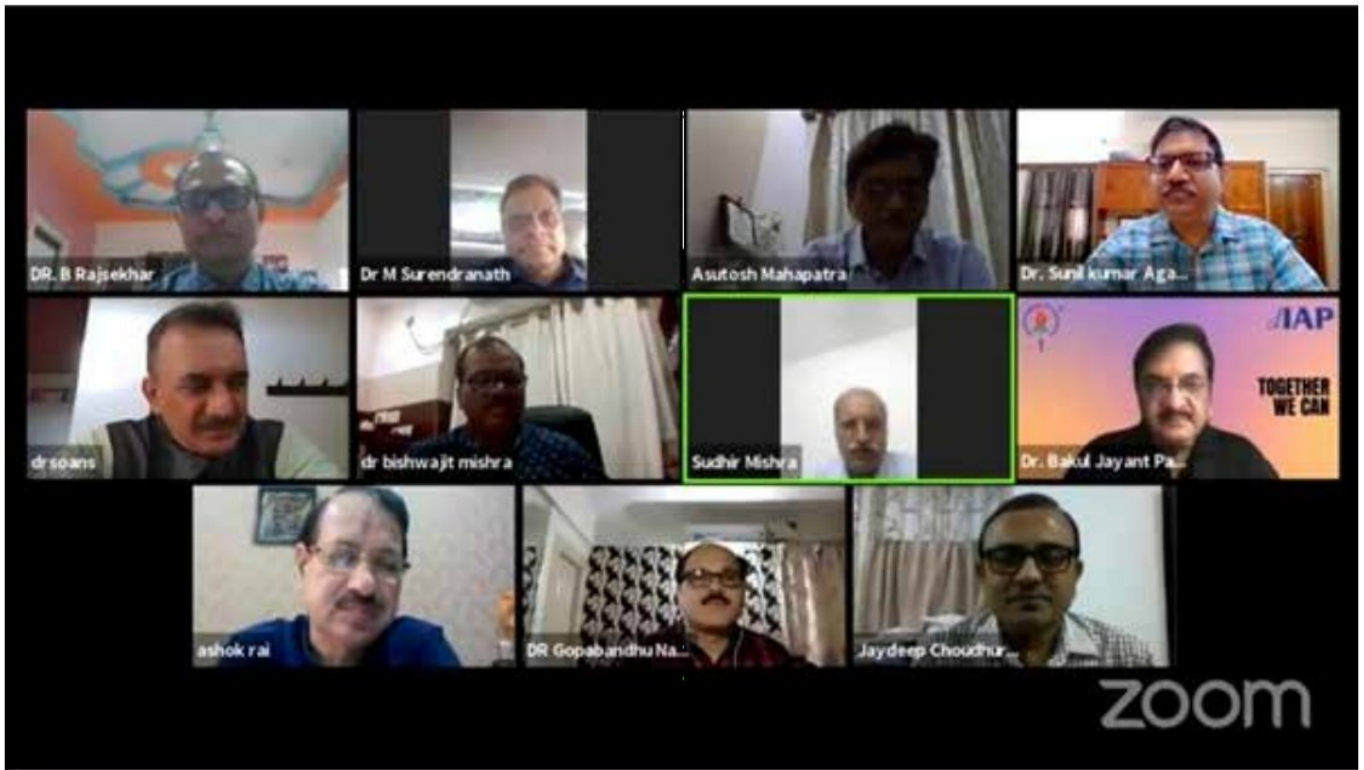 DR. B Rajsekhar
Dr M Surendranath
Asutosh Mahapatra
Dr. Sunil kumar Aga...
drsoans
dr bishwajit mishra
Sudhir Mishra
dIAP
TOGETHER
WE CAN
Dr. Bakul Jayant Pa...
ashok rai
DR Gopabandhu Na...
Jaydeep Choudhur...
zoom